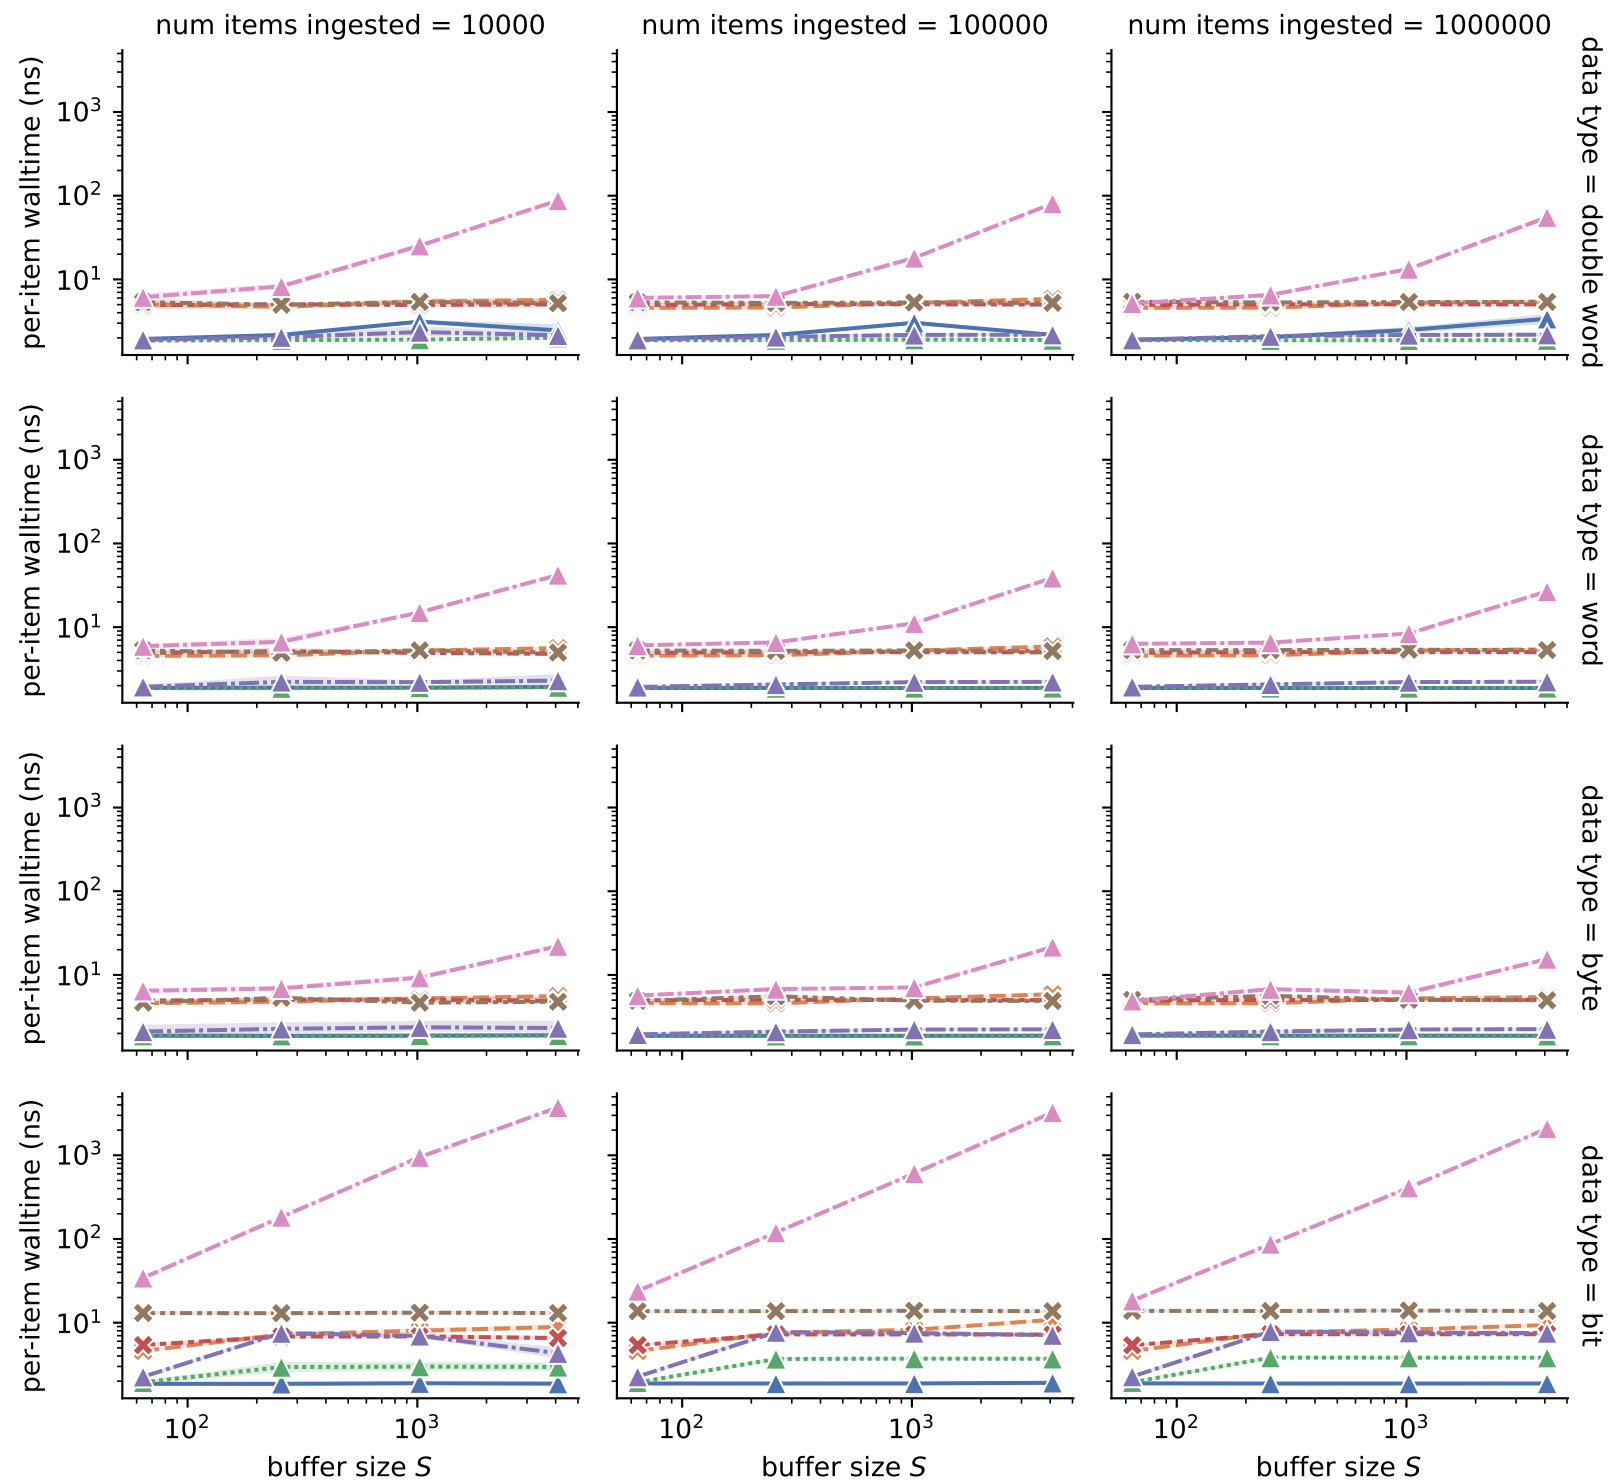 num items ingested = 10000
num items ingested = 100000
num items ingested = 1000000
per-item walltime (ns)
10³
10²
10¹
data type = double word
per-item walltime (ns)
10³
10²
10¹
data type = word
per-item walltime (ns)
10³
10²
10¹
data type = byte
per-item walltime (ns)
10³
10²
10¹
data type = bit
10²
10³
10²
10³
10²
10³
buffer size S
buffer size S
buffer size S